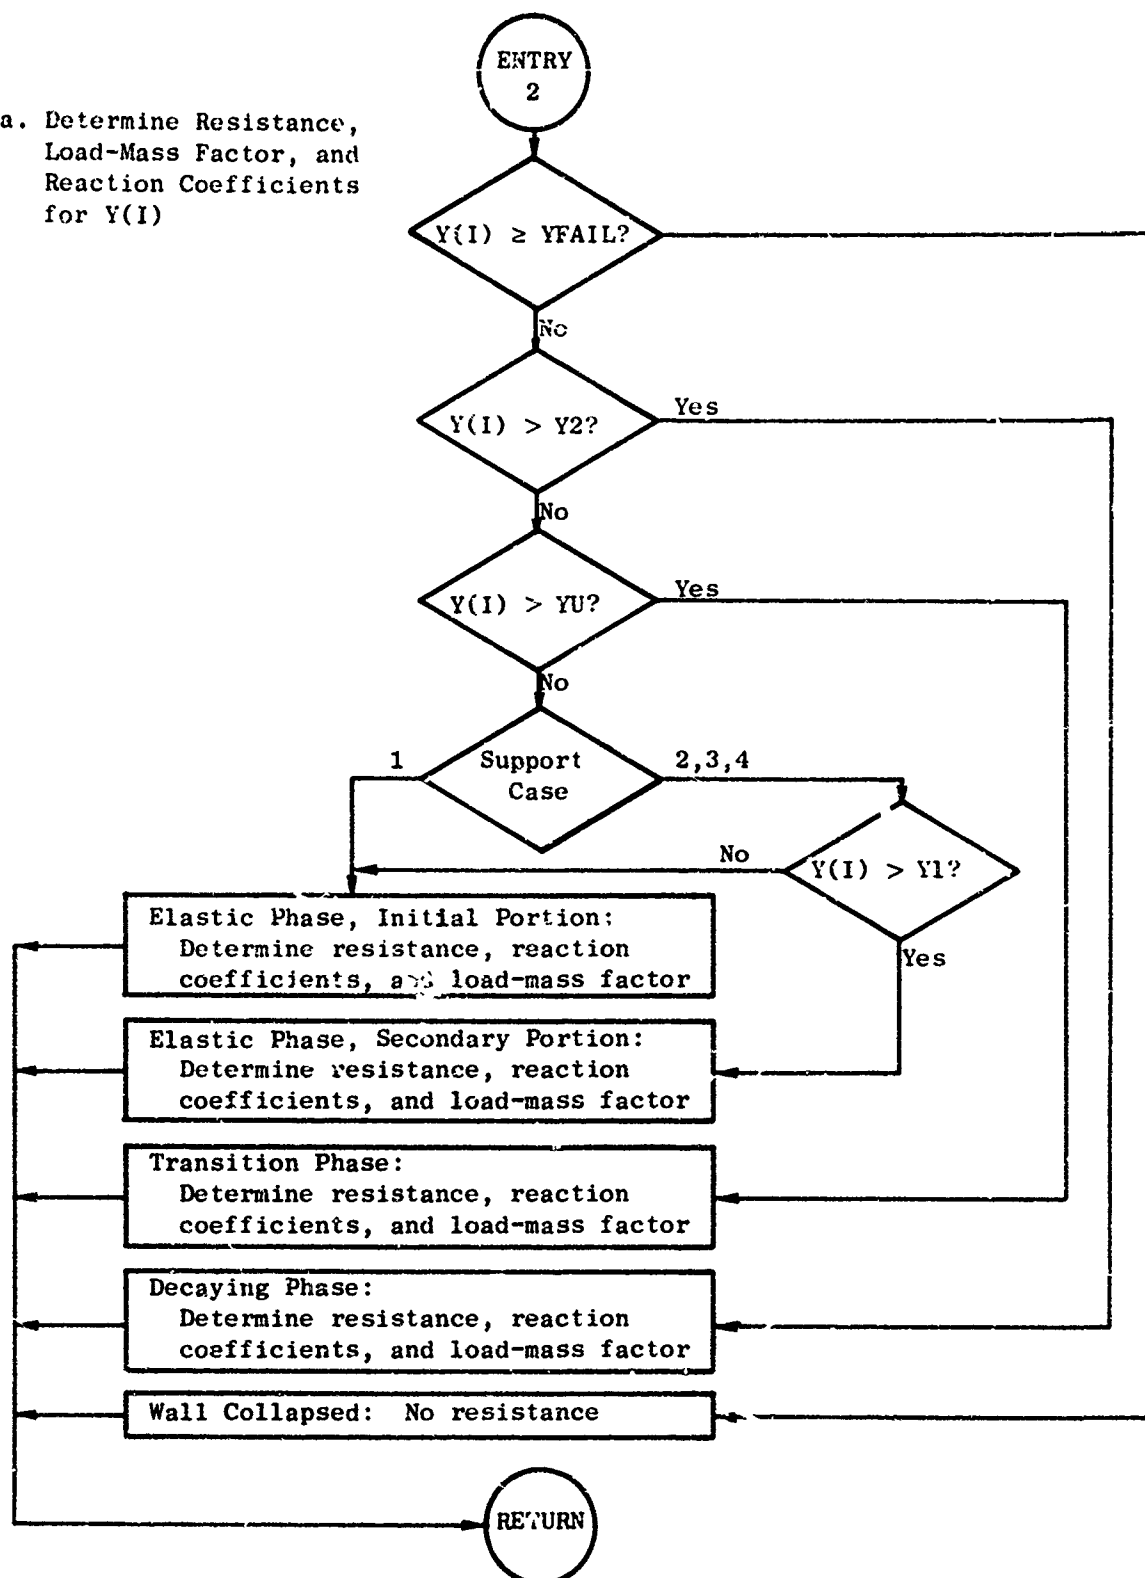 ENTRY
2
a. Determine Resistance,
Load-Mass Factor, and
Reaction Coefficients
for Y(I)
Y(I) ≥ YFAIL?
No
Y(I) > Y2?
Yes
No
Y(I) > YU?
Yes
No
Support
Case
1
2,3,4
Y(I) > Y1?
No
Yes
Elastic Phase, Initial Portion:
Determine resistance, reaction
coefficients, and load-mass factor
Elastic Phase, Secondary Portion:
Determine resistance, reaction
coefficients, and load-mass factor
Transition Phase:
Determine resistance, reaction
coefficients, and load-mass factor
Decaying Phase:
Determine resistance, reaction
coefficients, and load-mass factor
Wall Collapsed: No resistance
RETURN